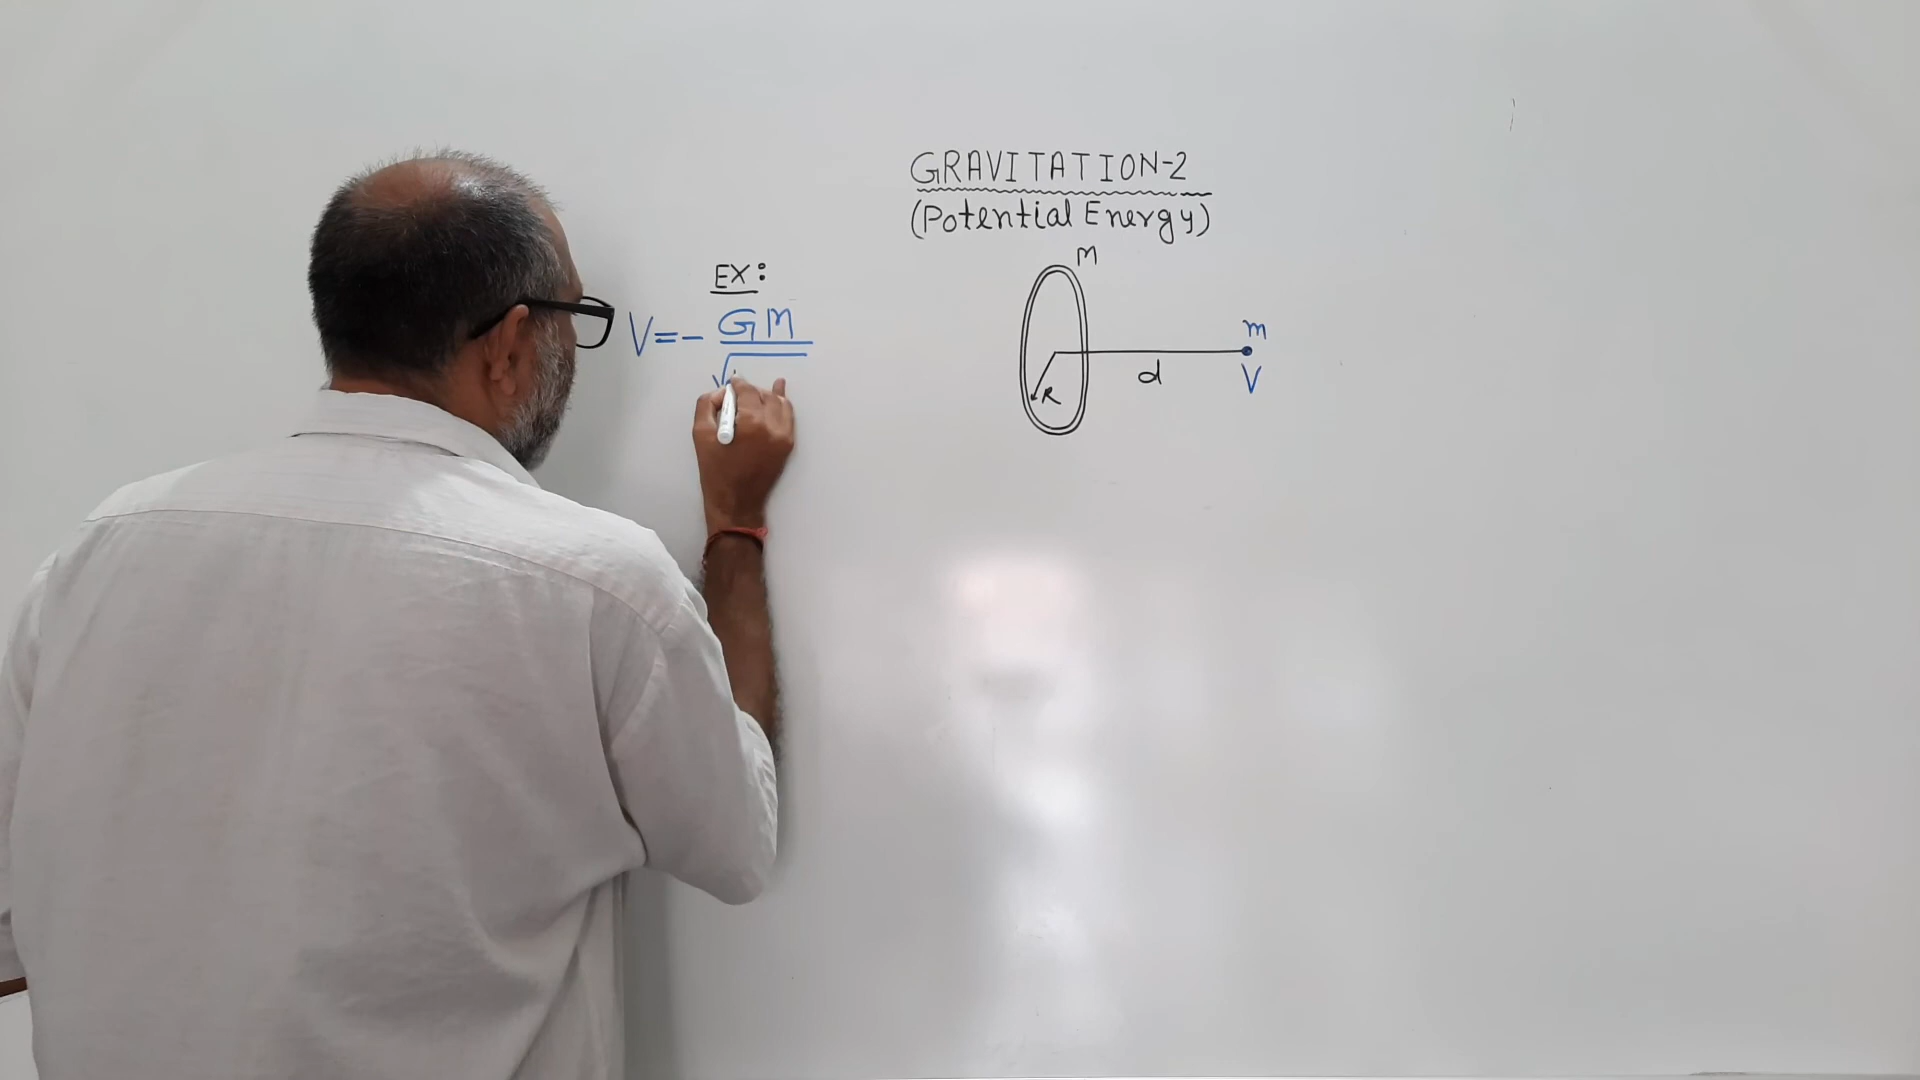 GRAVITATION-2
(Potential Energy)
EX:
V=-GM/√
M
R
d
m
V